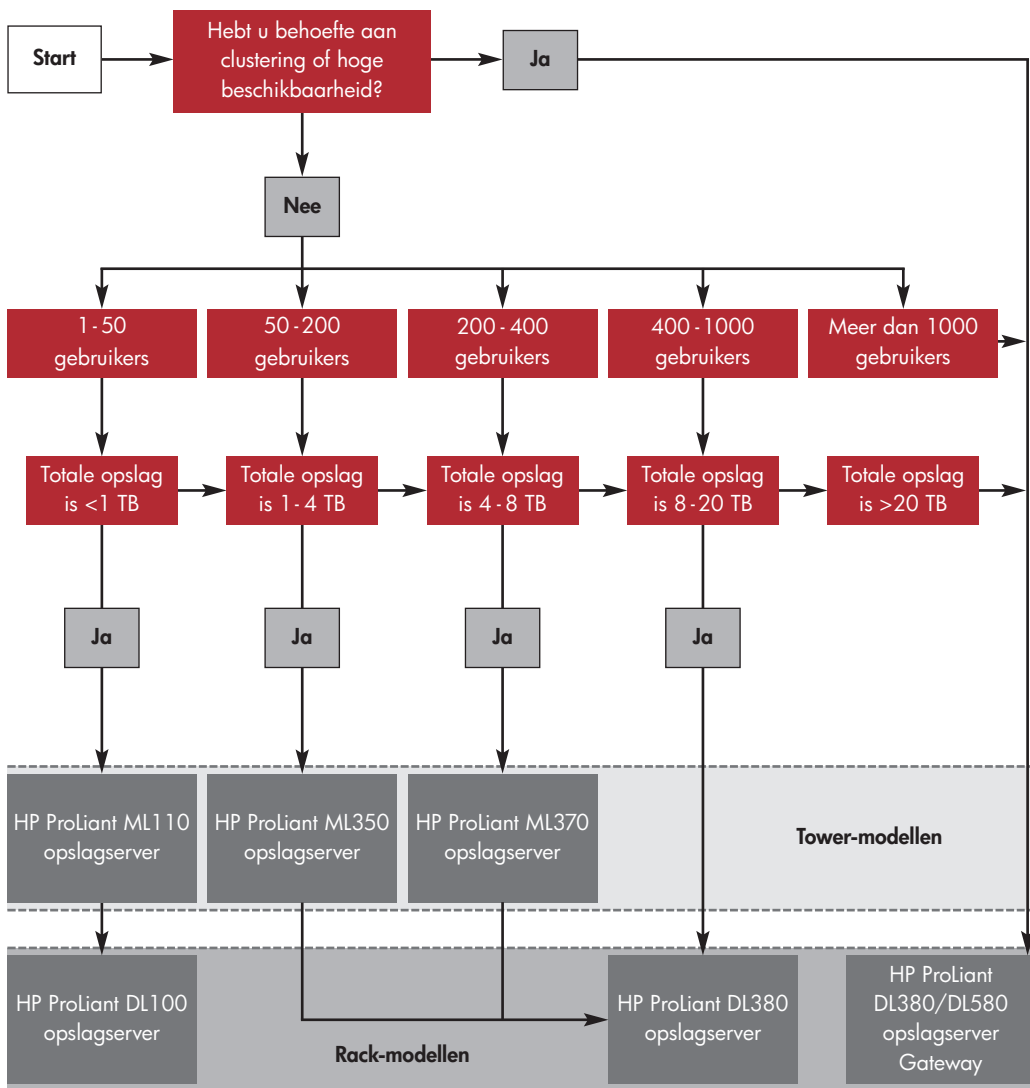 Start
Hebt u behoefte aan
clustering of hoge
beschikbaarheid?
Ja
Nee
1-50
gebruikers
50-200
gebruikers
200-400
gebruikers
400-1000
gebruikers
Meer dan 1000
gebruikers
Totale opslag
is <1 TB
Totale opslag
is 1-4 TB
Totale opslag
is 4-8 TB
Totale opslag
is 8-20 TB
Totale opslag
is >20 TB
Ja
Ja
Ja
Ja
HP ProLiant ML110
opslagserver
HP ProLiant ML350
opslagserver
HP ProLiant ML370
opslagserver
Tower-modellen
HP ProLiant DL100
opslagserver
Rack-modellen
HP ProLiant DL380
opslagserver
HP ProLiant
DL380/DL580
opslagserver
Gateway